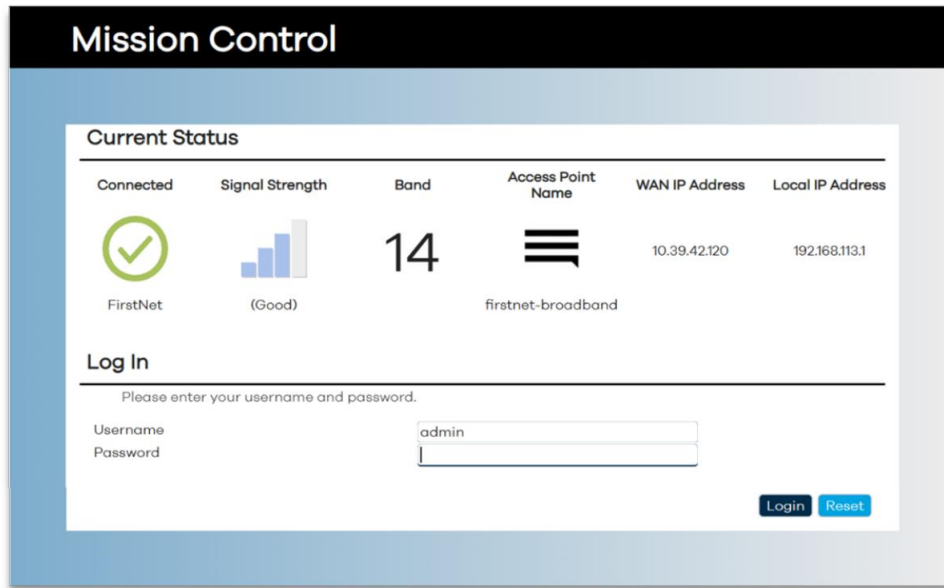 Mission Control
Current Status
Connected
Signal Strength
Band
Access Point
Name
WAN IP Address
Local IP Address
14
10.39.42.120
192.168.113.1
FirstNet
(Good)
firstnet-broadband
Log In
Please enter your username and password.
Username
admin
Password
Login
Reset